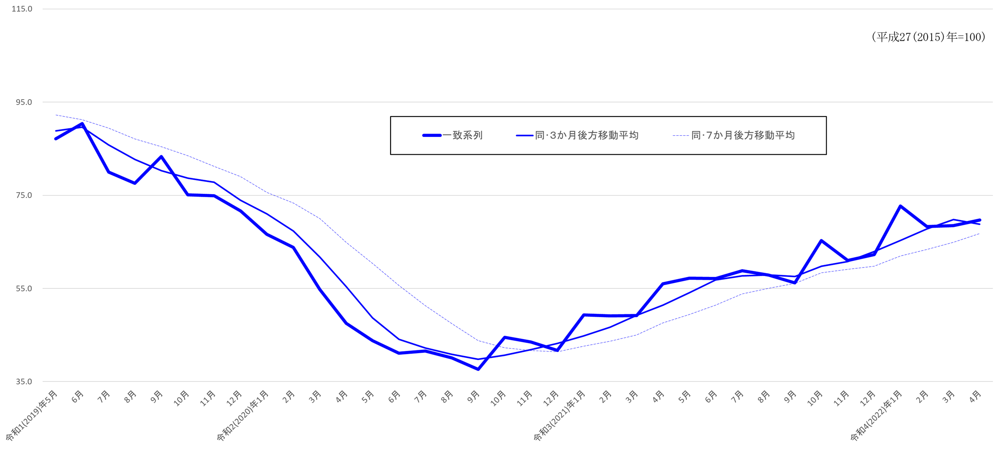 115.0
(平成27(2015)年=100)
95.0
一致系列 同･3か月後方移動平均 同･7か月後方移動平均
75.0
55.0
35.0
令和1(2019)年5月 6月 7月 8月 9月 10月 11月 12月 令和2(2020)年1月 2月 3月 4月 5月 6月 7月 8月 9月 10月 11月 12月 令和3(2021)年1月 2月 3月 4月 5月 6月 7月 8月 9月 10月 11月 12月 令和4(2022)年1月 2月 3月 4月